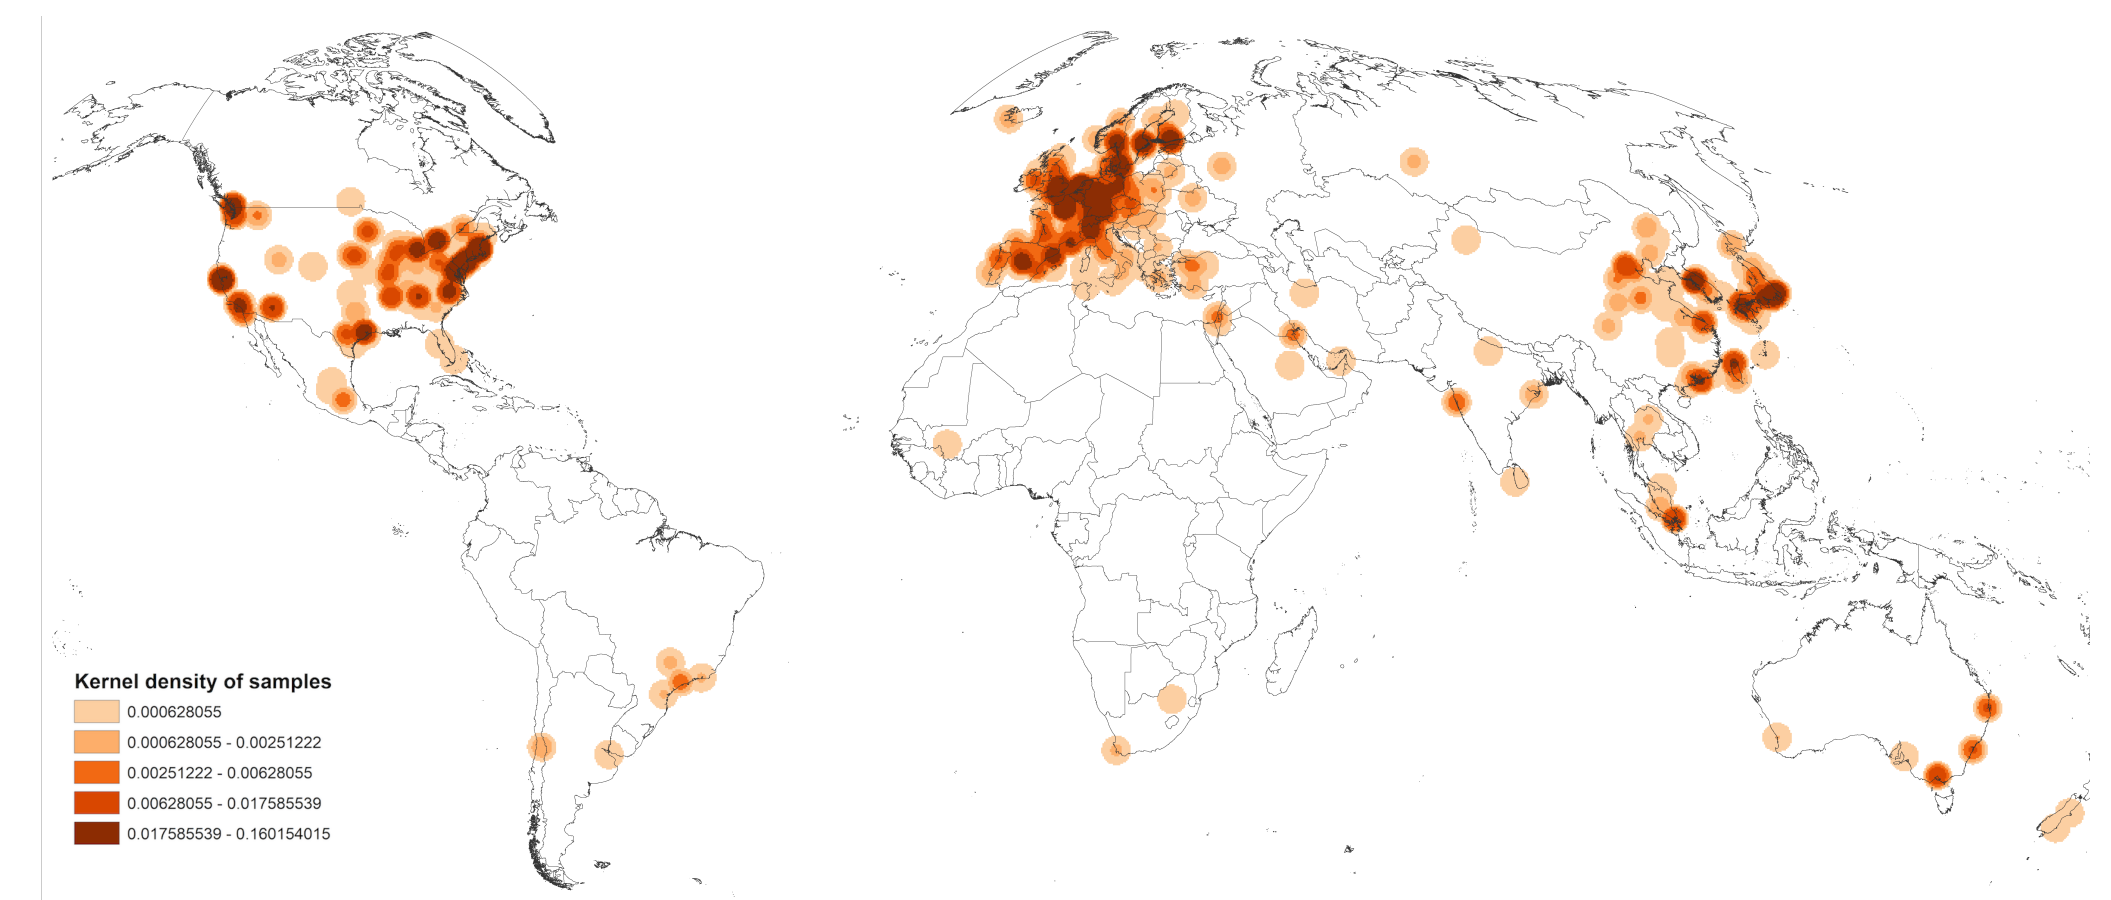 Kernel density of samples
0.000628055
0.000628055 - 0.00251222
0.00251222 - 0.00628055
0.00628055 - 0.017585539
0.017585539 - 0.160154015